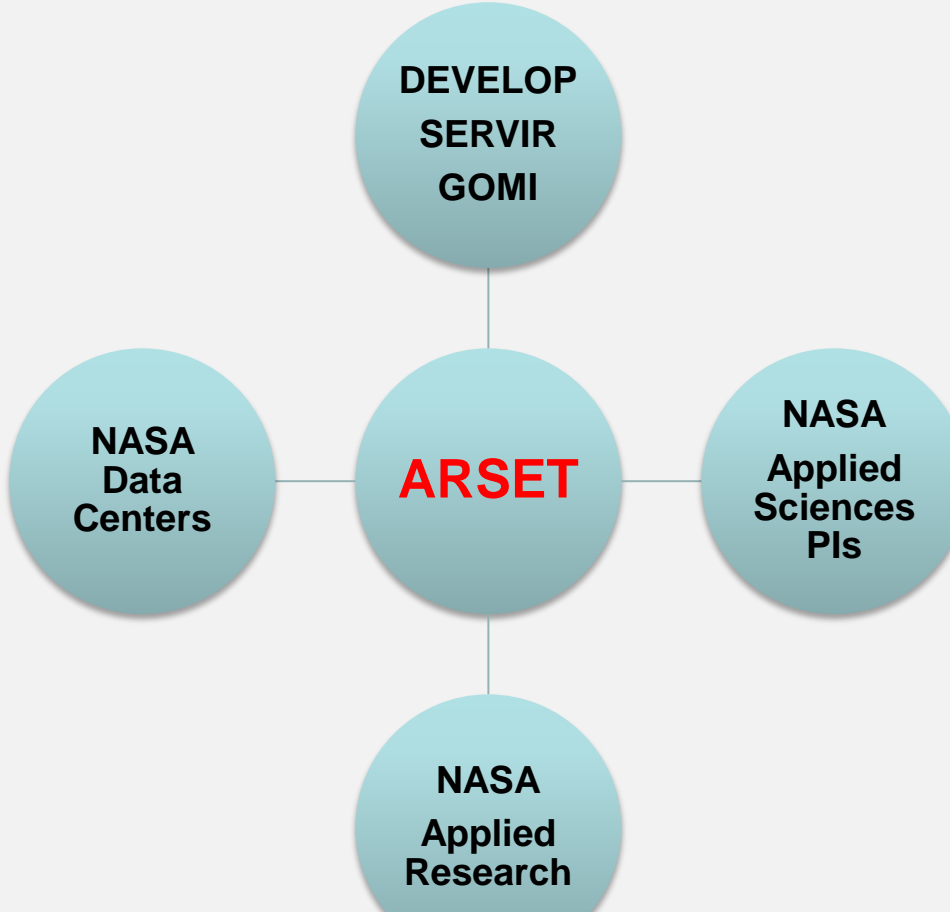 DEVELOP
SERVIR
GOMI
NASA
Data
Centers
ARSET
NASA
Applied
Sciences
PIs
NASA
Applied
Research